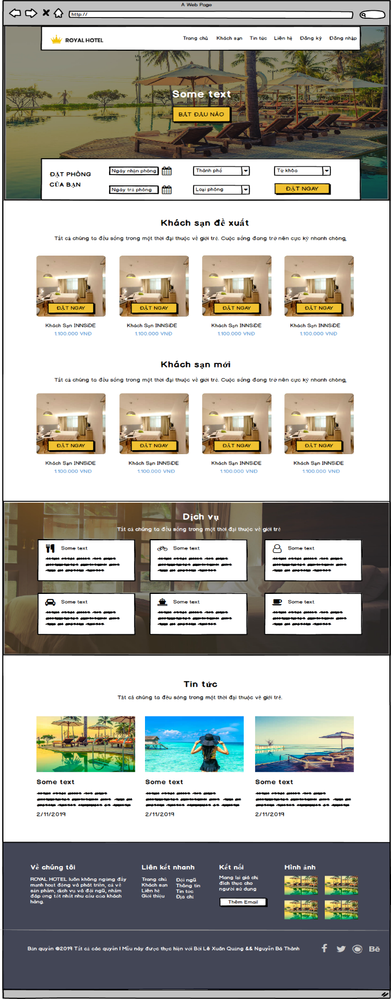 A Web Page
http://
ROYAL HOTEL
Trang chủ Khách sạn Tin tức Liên hệ Đăng ký Đăng nhập
Some text
BẮT ĐẦU NÀO
ĐẶT PHÒNG
CỦA BẠN
Ngày nhận phòng Thành phố Từ khóa
Ngày trả phòng Loại phòng ĐẶT NGAY
Khách sạn đề xuất
Tất cả chúng ta đều sống trong một thời đại thuộc về giới trẻ. Cuộc sống đang trở nên cực kỳ nhanh chóng,
ĐẶT NGAY ĐẶT NGAY ĐẶT NGAY ĐẶT NGAY
Khách Sạn INNSiDE Khách Sạn INNSiDE Khách Sạn INNSiDE Khách Sạn INNSiDE
1.100.000 VNĐ 1.100.000 VNĐ 1.100.000 VNĐ 1.100.000 VNĐ
Khách sạn mới
Tất cả chúng ta đều sống trong một thời đại thuộc về giới trẻ. Cuộc sống đang trở nên cực kỳ nhanh chóng,
ĐẶT NGAY ĐẶT NGAY ĐẶT NGAY ĐẶT NGAY
Khách Sạn INNSiDE Khách Sạn INNSiDE Khách Sạn INNSiDE Khách Sạn INNSiDE
1.100.000 VNĐ 1.100.000 VNĐ 1.100.000 VNĐ 1.100.000 VNĐ
Dịch vụ
Tất cả chúng ta đều sống trong một thời đại thuộc về giới trẻ
Some text Some text Some text
Some text Some text Some text
Tin tức
Tất cả chúng ta đều sống trong một thời đại thuộc về giới trẻ.
Some text Some text Some text
2/11/2019 2/11/2019 2/11/2019
Về chúng tôi
ROYAL HOTEL luôn không ngừng đẩy
mạnh hoạt động và phát triển, cả về
sản phẩm, dịch vụ và đội ngũ, nhằm
đáp ứng tốt nhất nhu cầu của khách
hàng.
Liên kết nhanh
Trang chủ Đội ngũ
Khách sạn Thông tin
Liên hệ Tin tức
Giới thiệu Địa chỉ
Kết nối
Mang lại giá chị
đích thực cho
người sử dụng
Thêm Email
Hình ảnh
Bản quyền ©2019 Tất cả các quyền | Mẫu này được thực hiện với Bởi Lê Xuân Quảng && Nguyễn Bá Thành
Bē